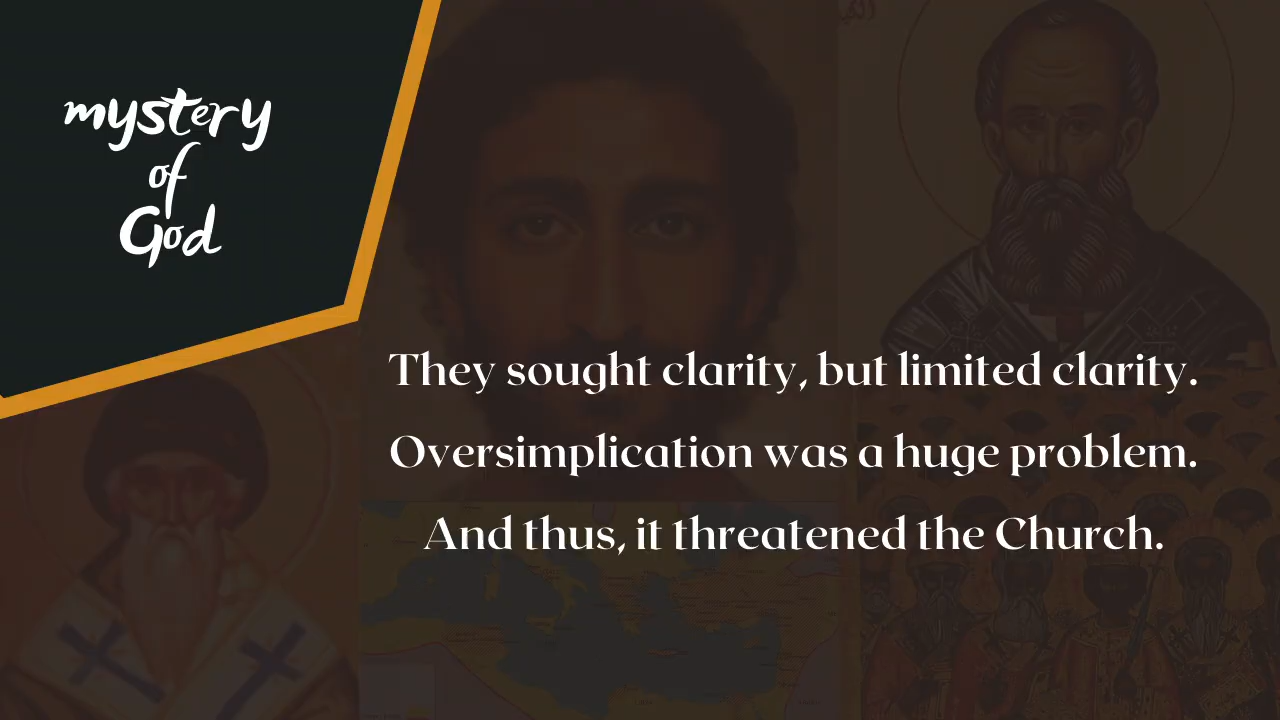 mystery
of
God
They sought clarity, but limited clarity.
Oversimplication was a huge problem.
And thus, it threatened the Church.